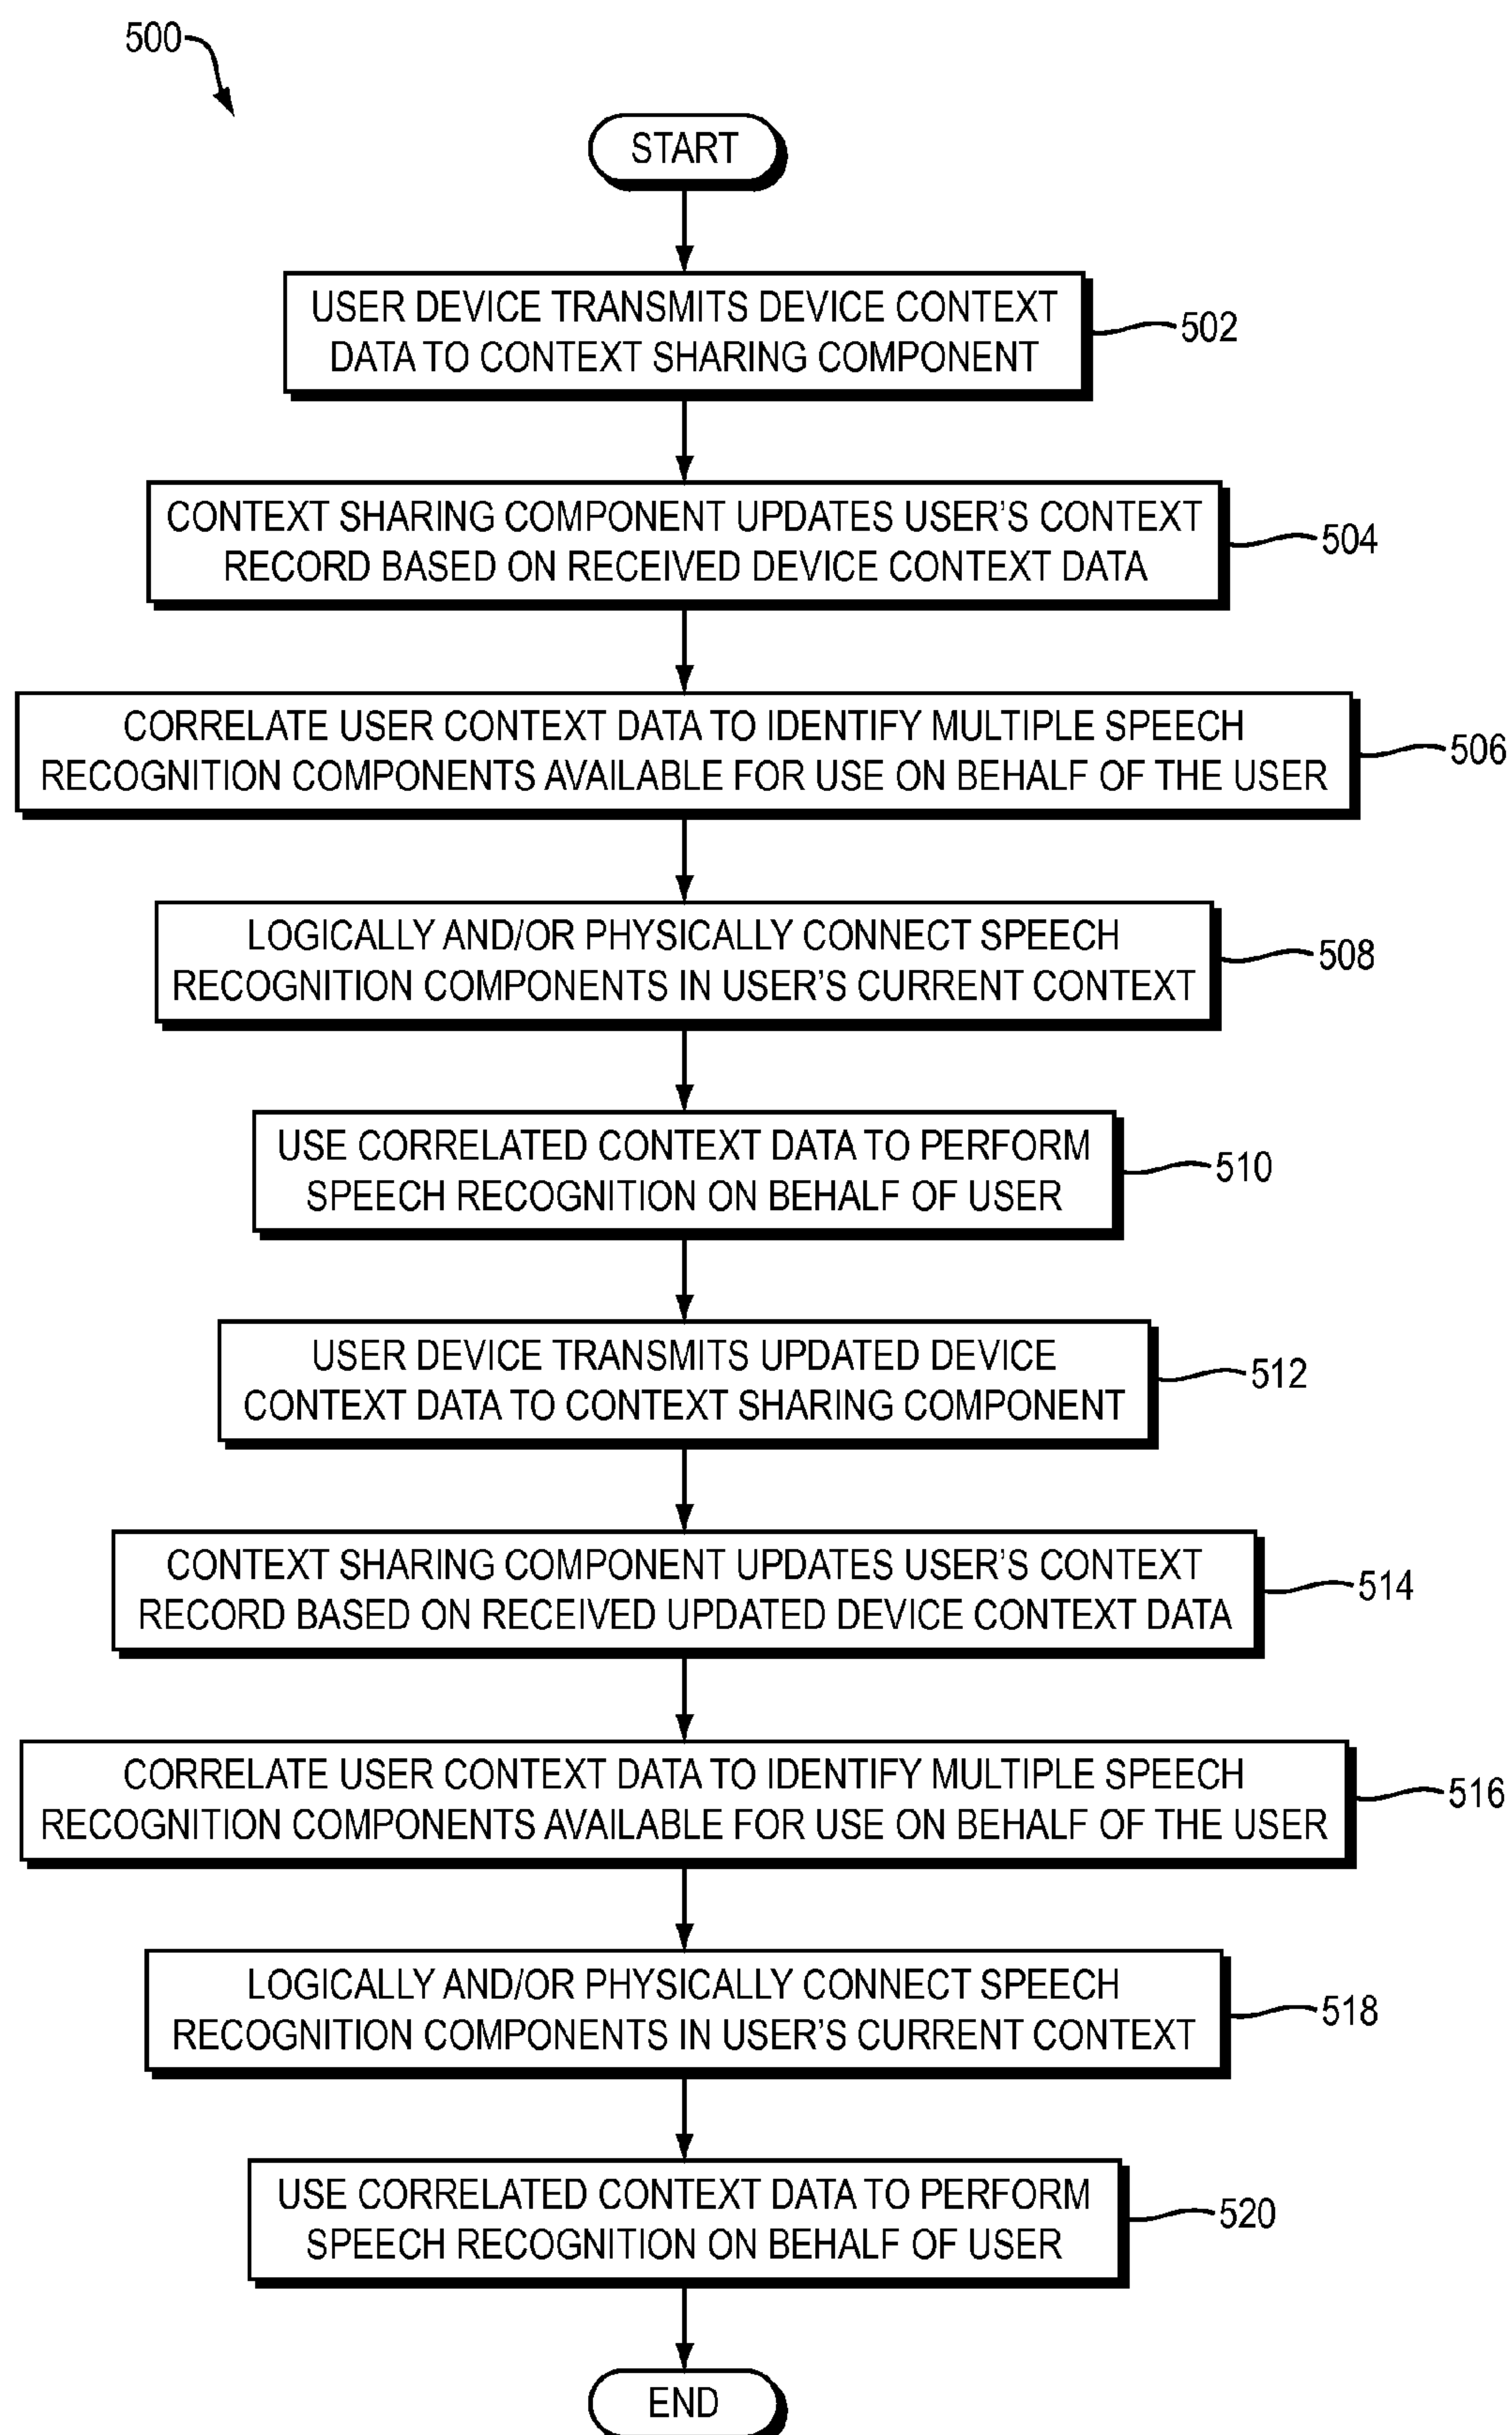 500
START
USER DEVICE TRANSMITS DEVICE CONTEXT
DATA TO CONTEXT SHARING COMPONENT
502
CONTEXT SHARING COMPONENT UPDATES USER'S CONTEXT
RECORD BASED ON RECEIVED DEVICE CONTEXT DATA
504
CORRELATE USER CONTEXT DATA TO IDENTIFY MULTIPLE SPEECH
RECOGNITION COMPONENTS AVAILABLE FOR USE ON BEHALF OF THE USER
506
LOGICALLY AND/OR PHYSICALLY CONNECT SPEECH
RECOGNITION COMPONENTS IN USER'S CURRENT CONTEXT
508
USE CORRELATED CONTEXT DATA TO PERFORM
SPEECH RECOGNITION ON BEHALF OF USER
510
USER DEVICE TRANSMITS UPDATED DEVICE
CONTEXT DATA TO CONTEXT SHARING COMPONENT
512
CONTEXT SHARING COMPONENT UPDATES USER'S CONTEXT
RECORD BASED ON RECEIVED UPDATED DEVICE CONTEXT DATA
514
CORRELATE USER CONTEXT DATA TO IDENTIFY MULTIPLE SPEECH
RECOGNITION COMPONENTS AVAILABLE FOR USE ON BEHALF OF THE USER
516
LOGICALLY AND/OR PHYSICALLY CONNECT SPEECH
RECOGNITION COMPONENTS IN USER'S CURRENT CONTEXT
518
USE CORRELATED CONTEXT DATA TO PERFORM
SPEECH RECOGNITION ON BEHALF OF USER
520
END